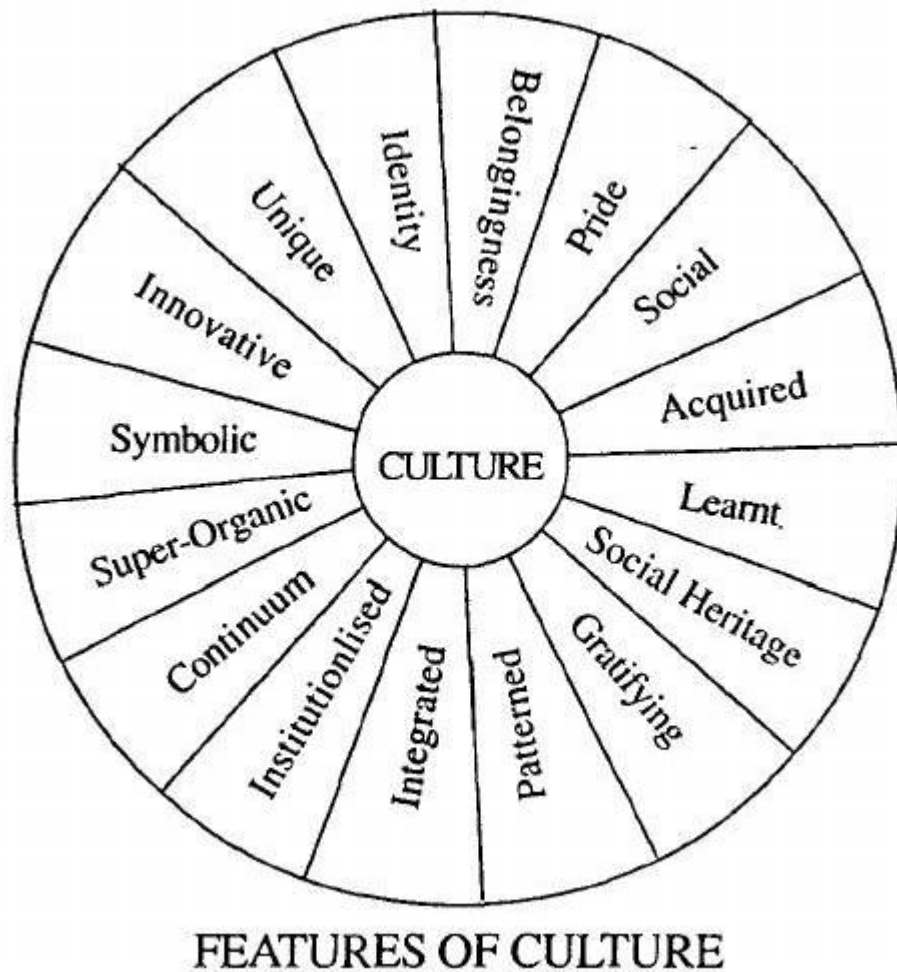 Belongingness
Pride
Social
Acquired
Learnt
Social Heritage
Gratifying
Patterned
Integrated
Institutionlised
Continuum
Super-Organic
Symbolic
Innovative
Unique
Identity
CULTURE
FEATURES OF CULTURE